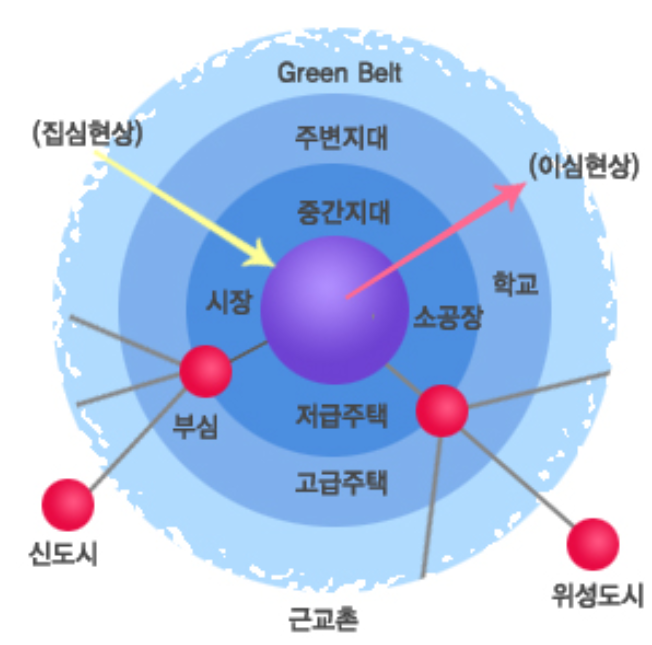 Green Belt
(집심현상)
주변지대
(이심현상)
중간지대
학교
시장
소공장
저급주택
부심
고급주택
신도시
위성도시
근교촌